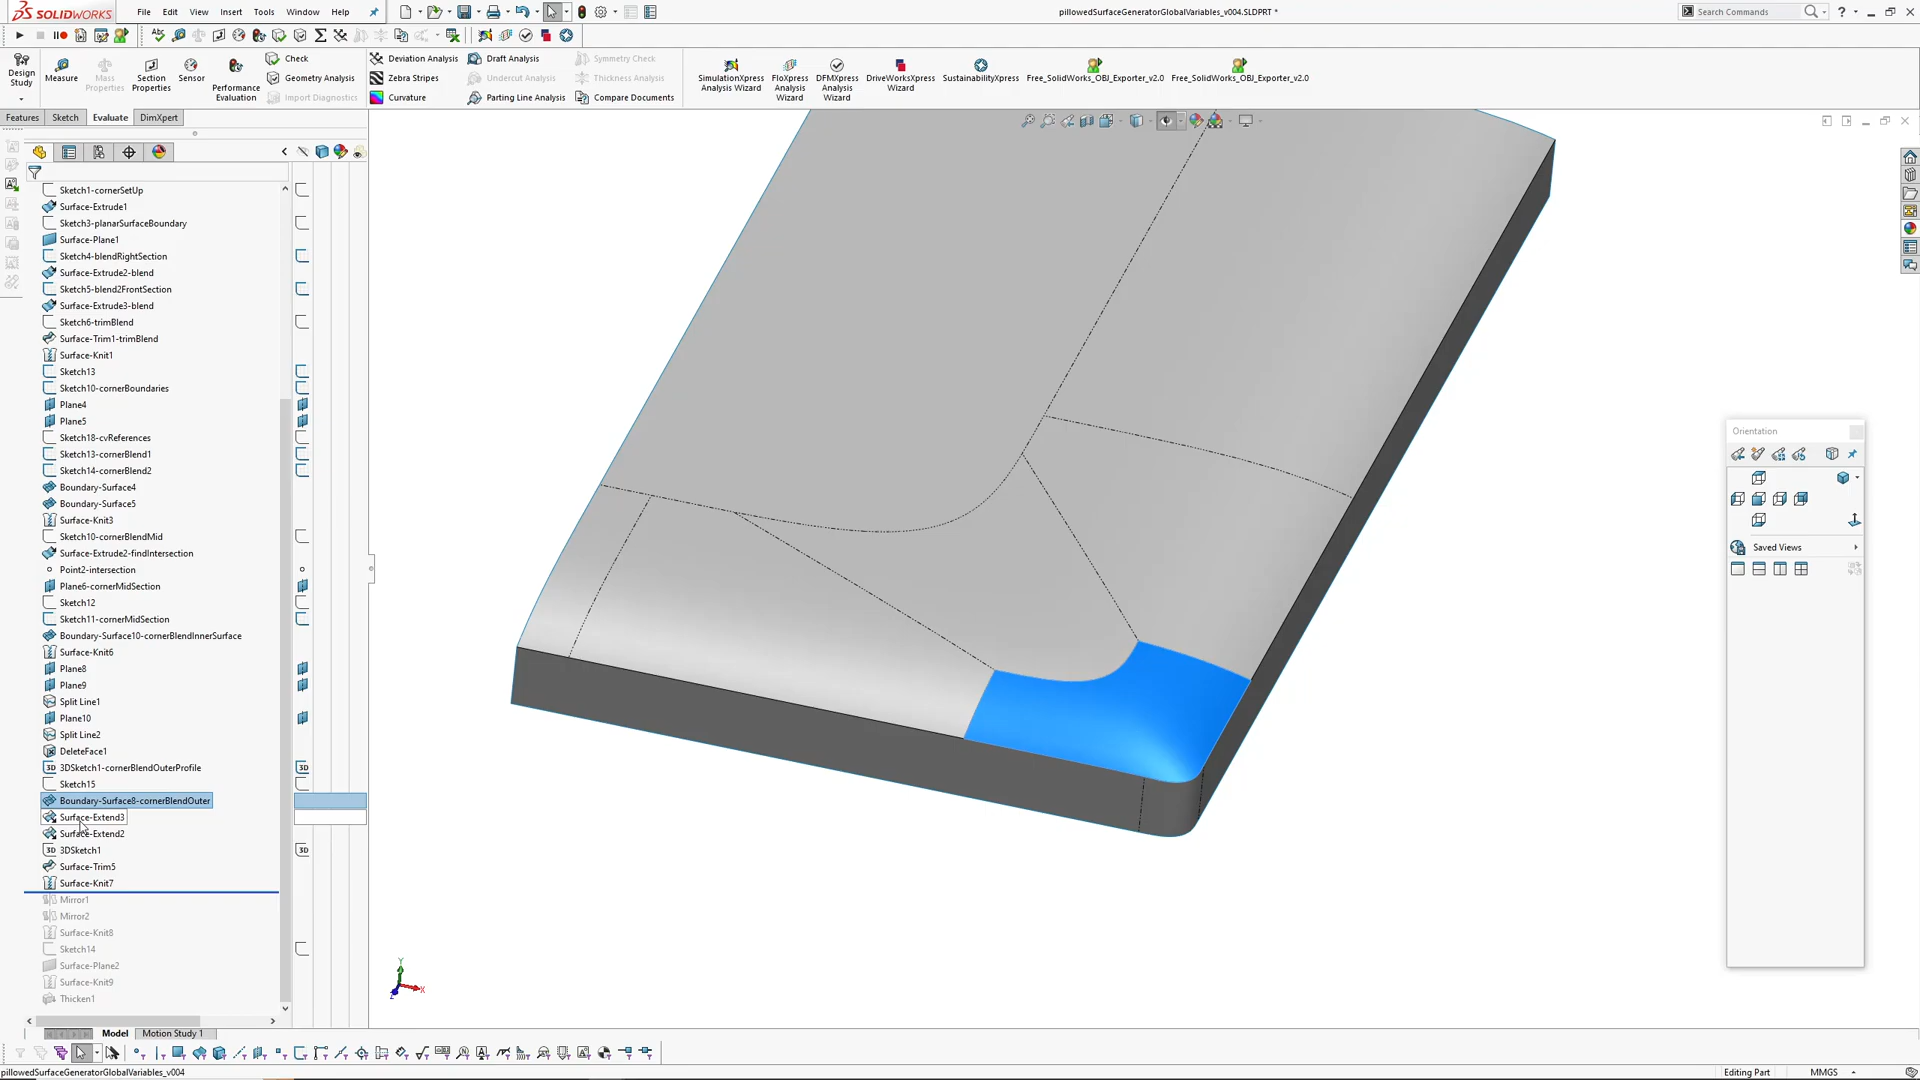 SOLIDWORKS File Edit View Insert Tools Window Help
pillowedSurfaceGeneratorGlobalVariables_v004.SLDPRT *
Search Commands
Design Study
Measure
Mass Properties
Section Properties
Sensor
Performance Evaluation
Check
Geometry Analysis
Import Diagnostics
Deviation Analysis
Zebra Stripes
Curvature
Draft Analysis
Undercut Analysis
Parting Line Analysis
Symmetry Check
Thickness Analysis
Compare Documents
SimulationXpress Analysis Wizard
FloXpress Analysis Wizard
DFMXpress Analysis Wizard
DriveWorksXpress Wizard
SustainabilityXpress
Free_SolidWorks_OBJ_Exporter_v2.0
Free_SolidWorks_OBJ_Exporter_v2.0
Features Sketch Evaluate DimXpert
Sketch1-cornerSetUp
Surface-Extrude1
Sketch3-planarSurfaceBoundary
Surface-Plane1
Sketch4-blendRightSection
Surface-Extrude2-blend
Sketch5-blend2FrontSection
Surface-Extrude3-blend
Sketch6-trimBlend
Surface-Trim1-trimBlend
Surface-Knit1
Sketch13
Sketch10-cornerBoundaries
Plane4
Plane5
Sketch18-cvReferences
Sketch13-cornerBlend1
Sketch14-cornerBlend2
Boundary-Surface4
Boundary-Surface5
Surface-Knit3
Sketch10-cornerBlendMid
Surface-Extrude2-findIntersection
Point2-intersection
Plane6-cornerMidSection
Sketch12
Sketch11-cornerMidSection
Boundary-Surface10-cornerBlendInnerSurface
Surface-Knit6
Plane8
Plane9
Split Line1
Plane10
Split Line2
DeleteFace1
3D 3DSketch1-cornerBlendOuterProfile 3D
Sketch15
Boundary-Surface8-cornerBlendOuter
Surface-Extend3
Surface-Extend2
3D 3DSketch1 3D
Surface-Trim5
Surface-Knit7
Mirror1
Mirror2
Surface-Knit8
Sketch14
Surface-Plane2
Surface-Knit9
Thicken1
Orientation
Saved Views
Y
X
Z
Model Motion Study 1
pillowedSurfaceGeneratorGlobalVariables_v004
Editing Part MMGS